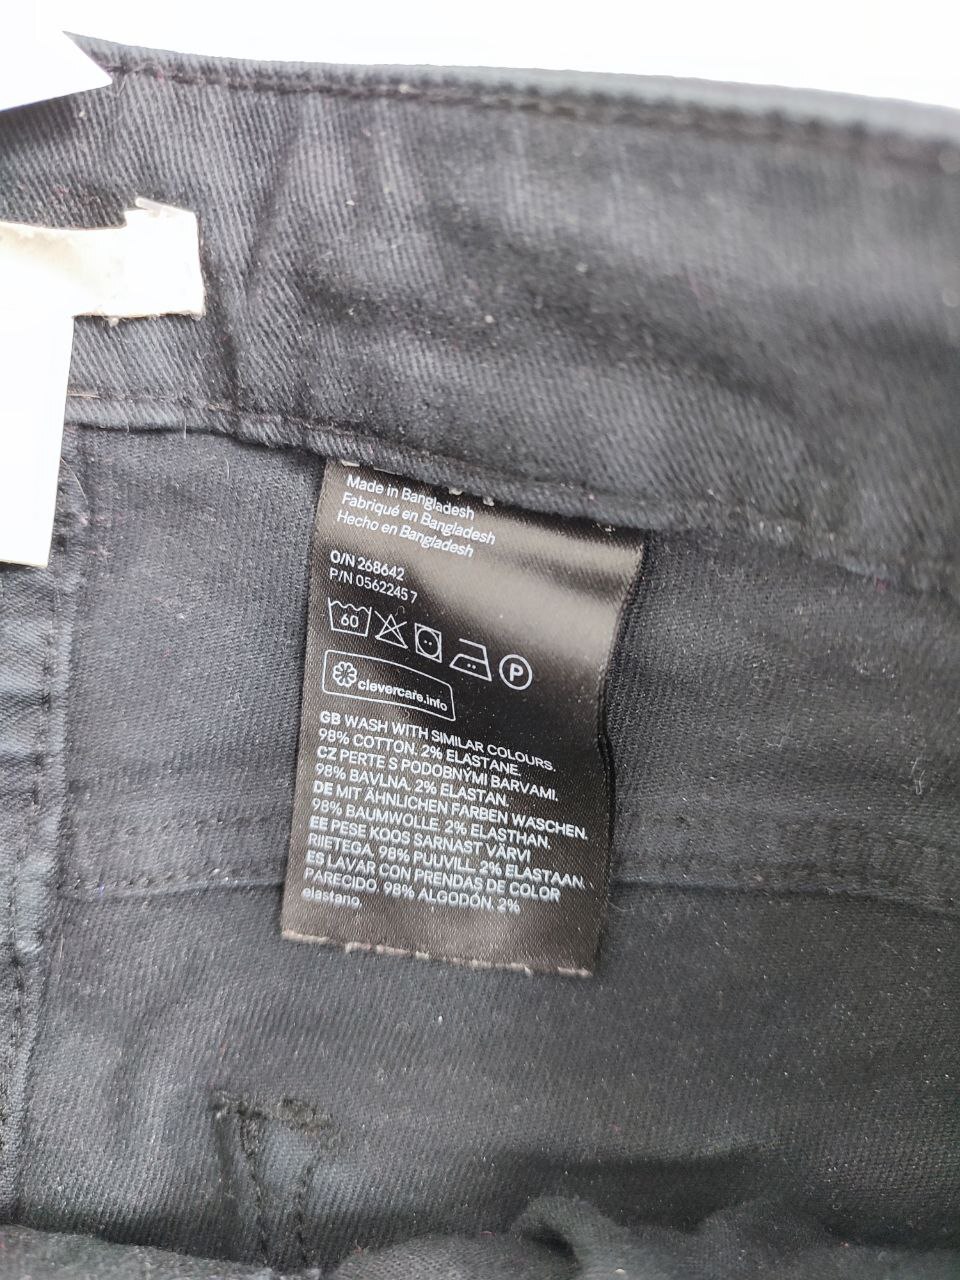 Made in Bangladesh
Fabriqué en Bangladesh
Hecho en Bangladesh
O/N 268642
P/N 0562245 7
60
P
clevercare.info
GB WASH WITH SIMILAR COLOURS.
98% COTTON. 2% ELASTANE.
CZ PERTE S PODOBNÝMI BARVAMI.
98% BAVLNA. 2% ELASTAN.
DE MIT ÄHNLICHEN FARBEN WASCHEN.
98% BAUMWOLLE. 2% ELASTHAN.
EE PESE KOOS SARNAST VÄRVI
RIIETEGA. 98% PUUVILL. 2% ELASTAAN.
ES LAVAR CON PRENDAS DE COLOR
PARECIDO. 98% ALGODÓN. 2%
elastano.